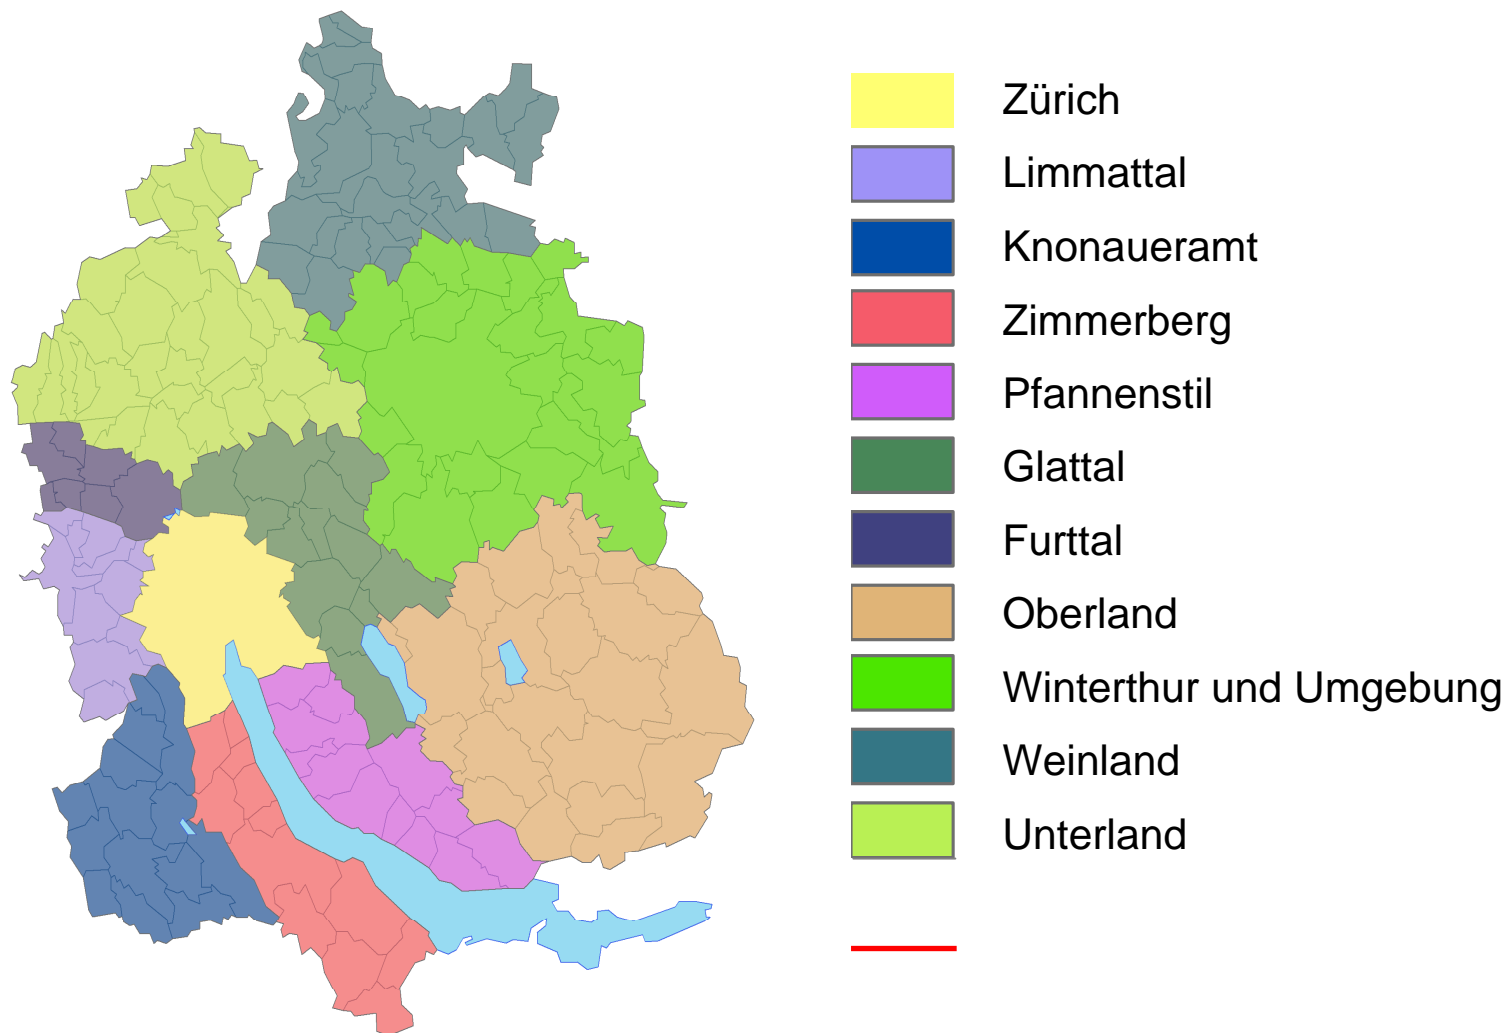 Zürich
Limmattal
Knonaueramt
Zimmerberg
Pfannenstil
Glattal
Furttal
Oberland
Winterthur und Umgebung
Weinland
Unterland